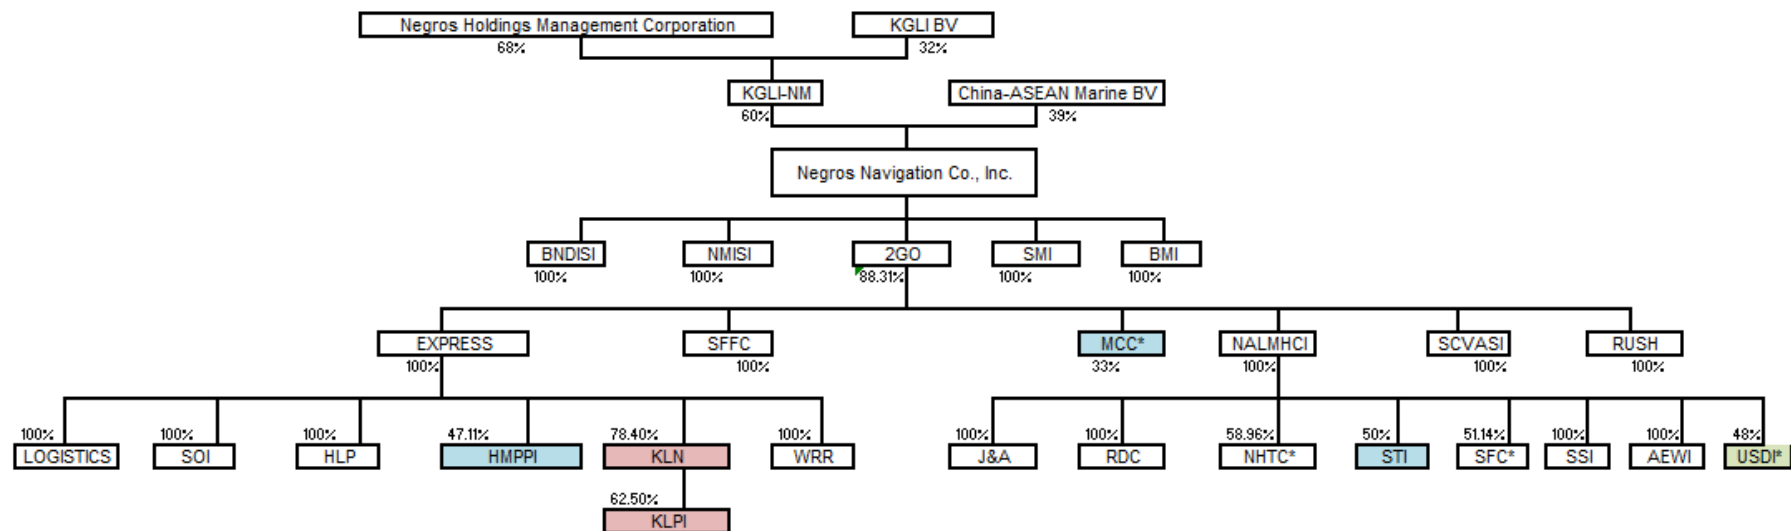 Negros Holdings Management Corporation KGLI BV
68% 32%
KGLI-NM China-ASEAN Marine BV
60% 39%
Negros Navigation Co., Inc.
BNDISI NMISI 2GO SMI BMI
100% 100% 88.31% 100% 100%
EXPRESS SFFC MCC* NALMHCI SCVASI RUSH
100% 100% 33% 100% 100% 100%
100% 100% 100% 47.11% 78.40% 100% 100% 100% 58.96% 50% 51.14% 100% 100% 48%
LOGISTICS SOI HLP HMPPI KLN WRR J&A RDC NHTC* STI SFC* SSI AEWI USDI*
62.50%
KLPI